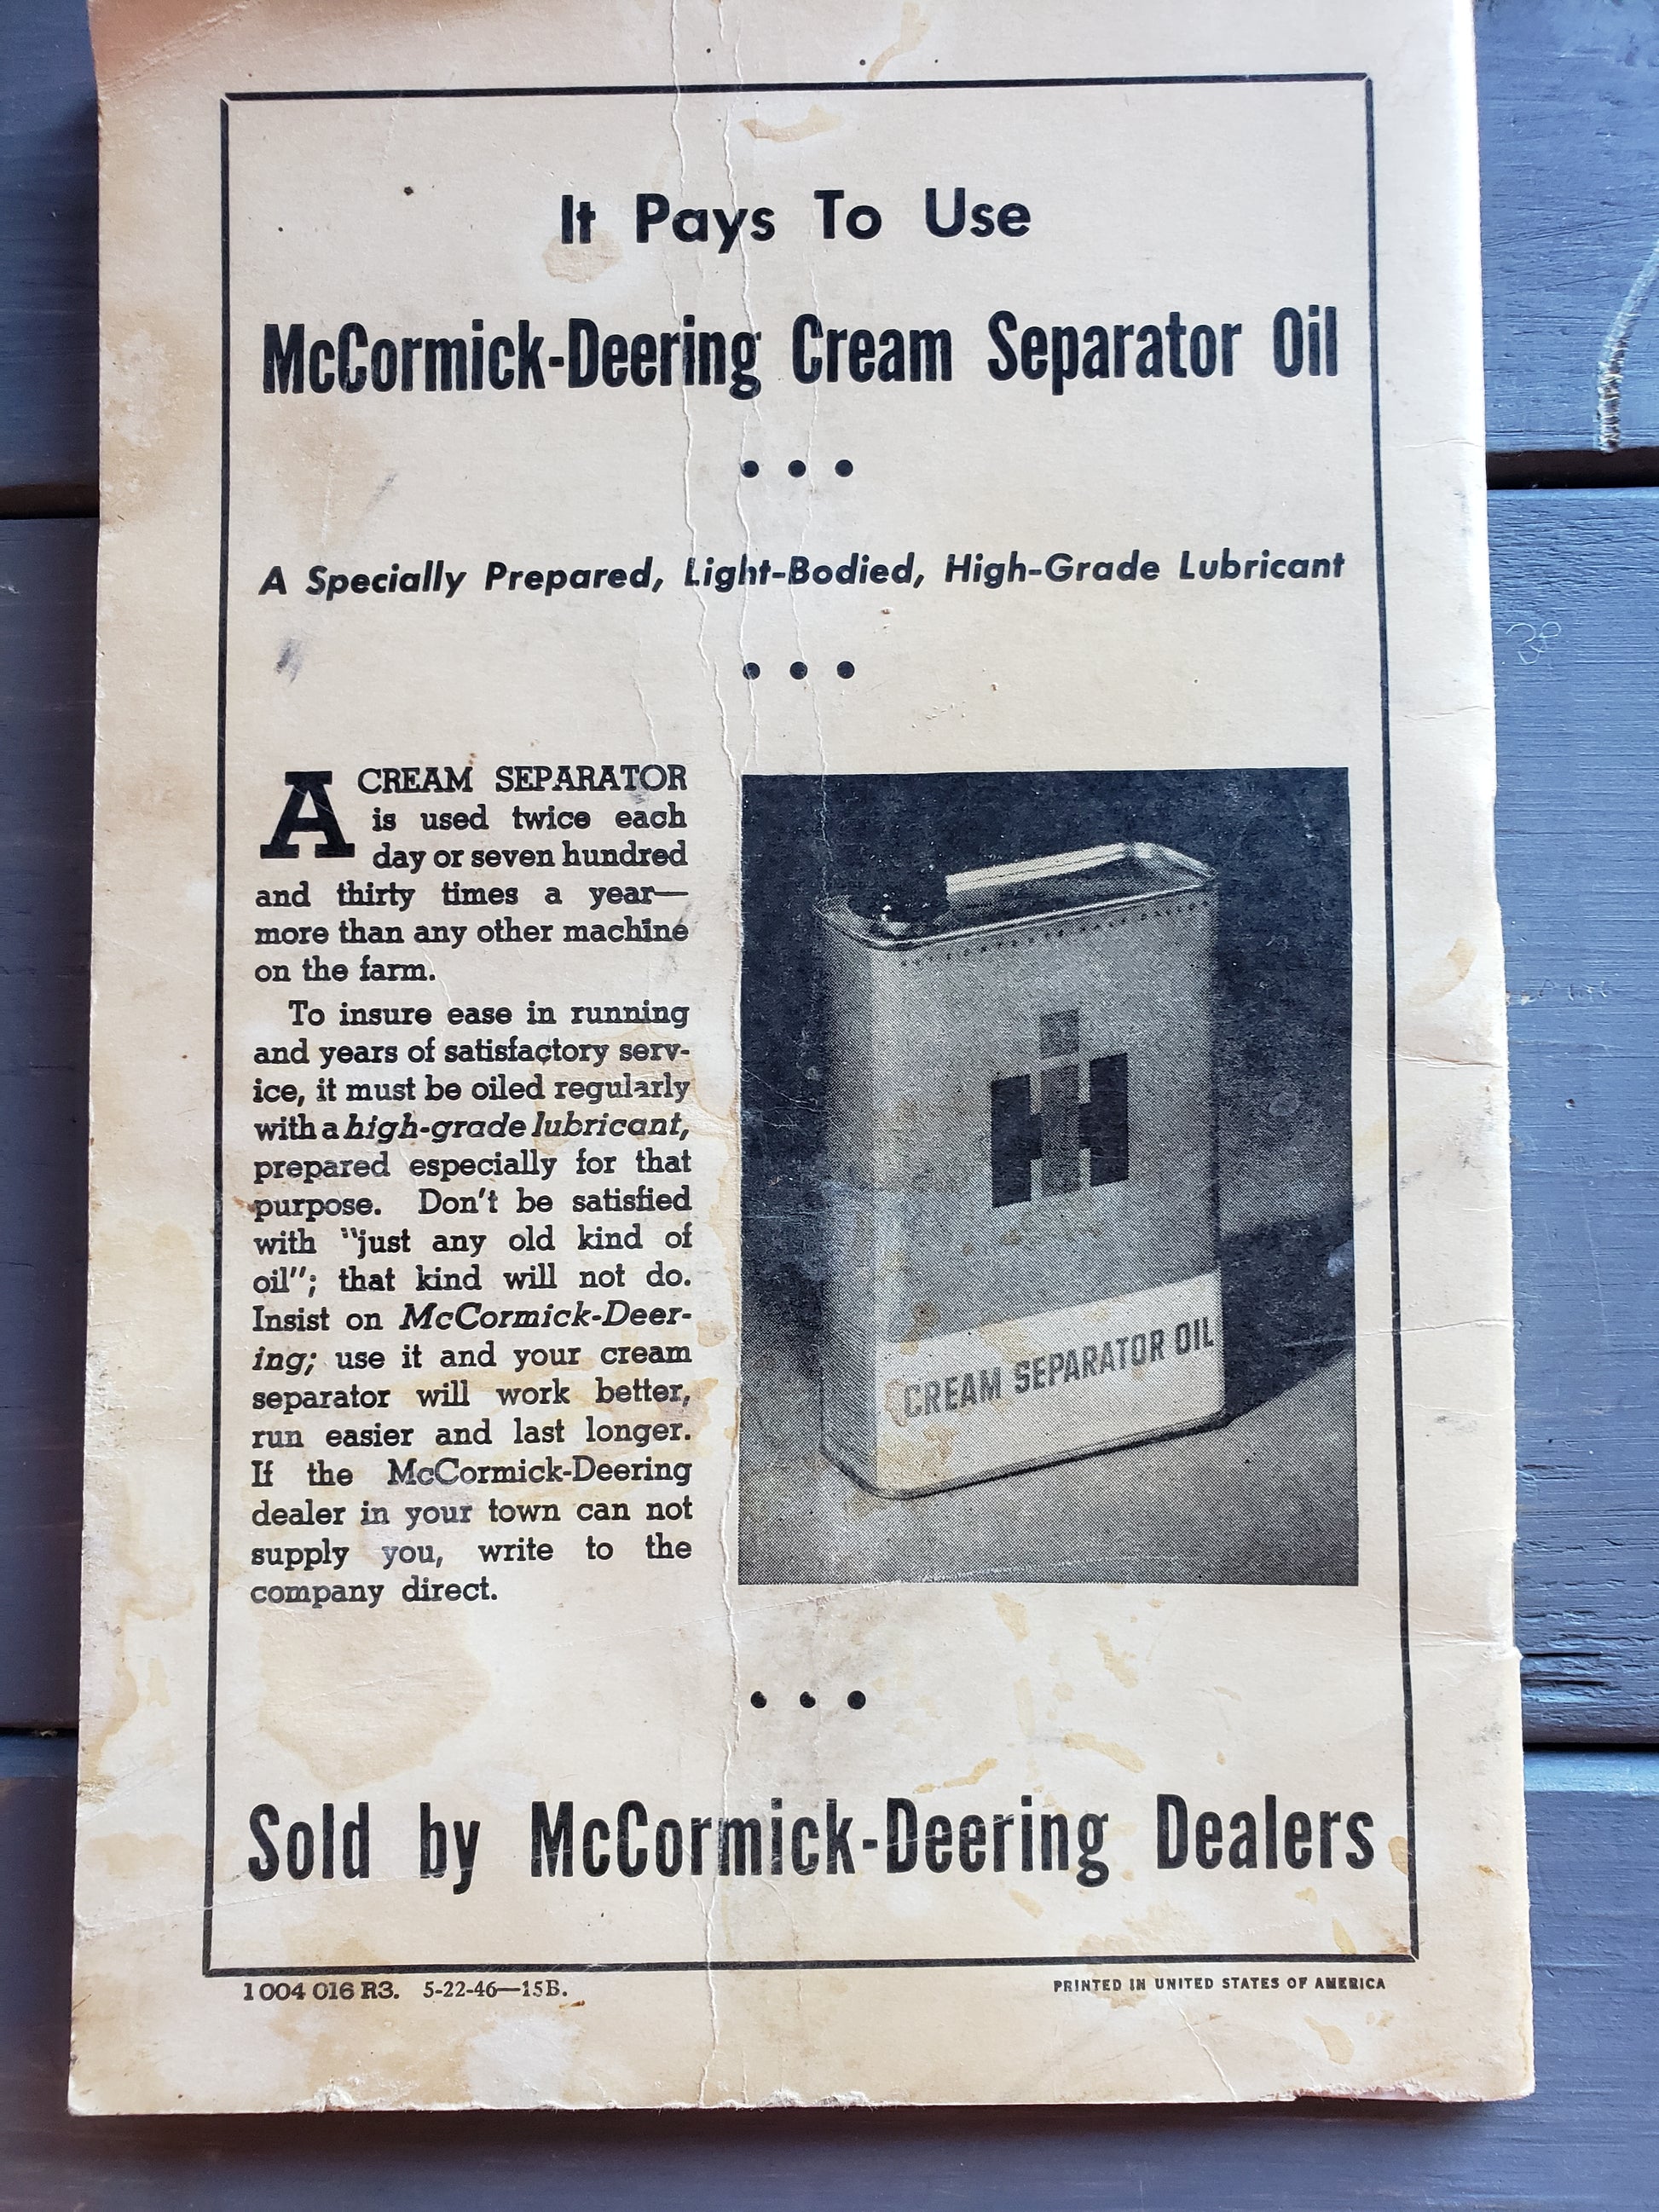 It Pays To Use
McCormick-Deering Cream Separator Oil
• • •
A Specially Prepared, Light-Bodied, High-Grade Lubricant
• • •
A CREAM SEPARATOR
is used twice each
day or seven hundred
and thirty times a year—
more than any other machine
on the farm.
To insure ease in running
and years of satisfactory serv-
ice, it must be oiled regularly
with a high-grade lubricant,
prepared especially for that
purpose. Don't be satisfied
with "just any old kind of
oil"; that kind will not do.
Insist on McCormick-Deer-
ing; use it and your cream
separator will work better,
run easier and last longer.
If the McCormick-Deering
dealer in your town can not
supply you, write to the
company direct.
IH
CREAM SEPARATOR OIL
• • •
Sold by McCormick-Deering Dealers
1 004 016 R3. 5-22-46—15B.
PRINTED IN UNITED STATES OF AMERICA